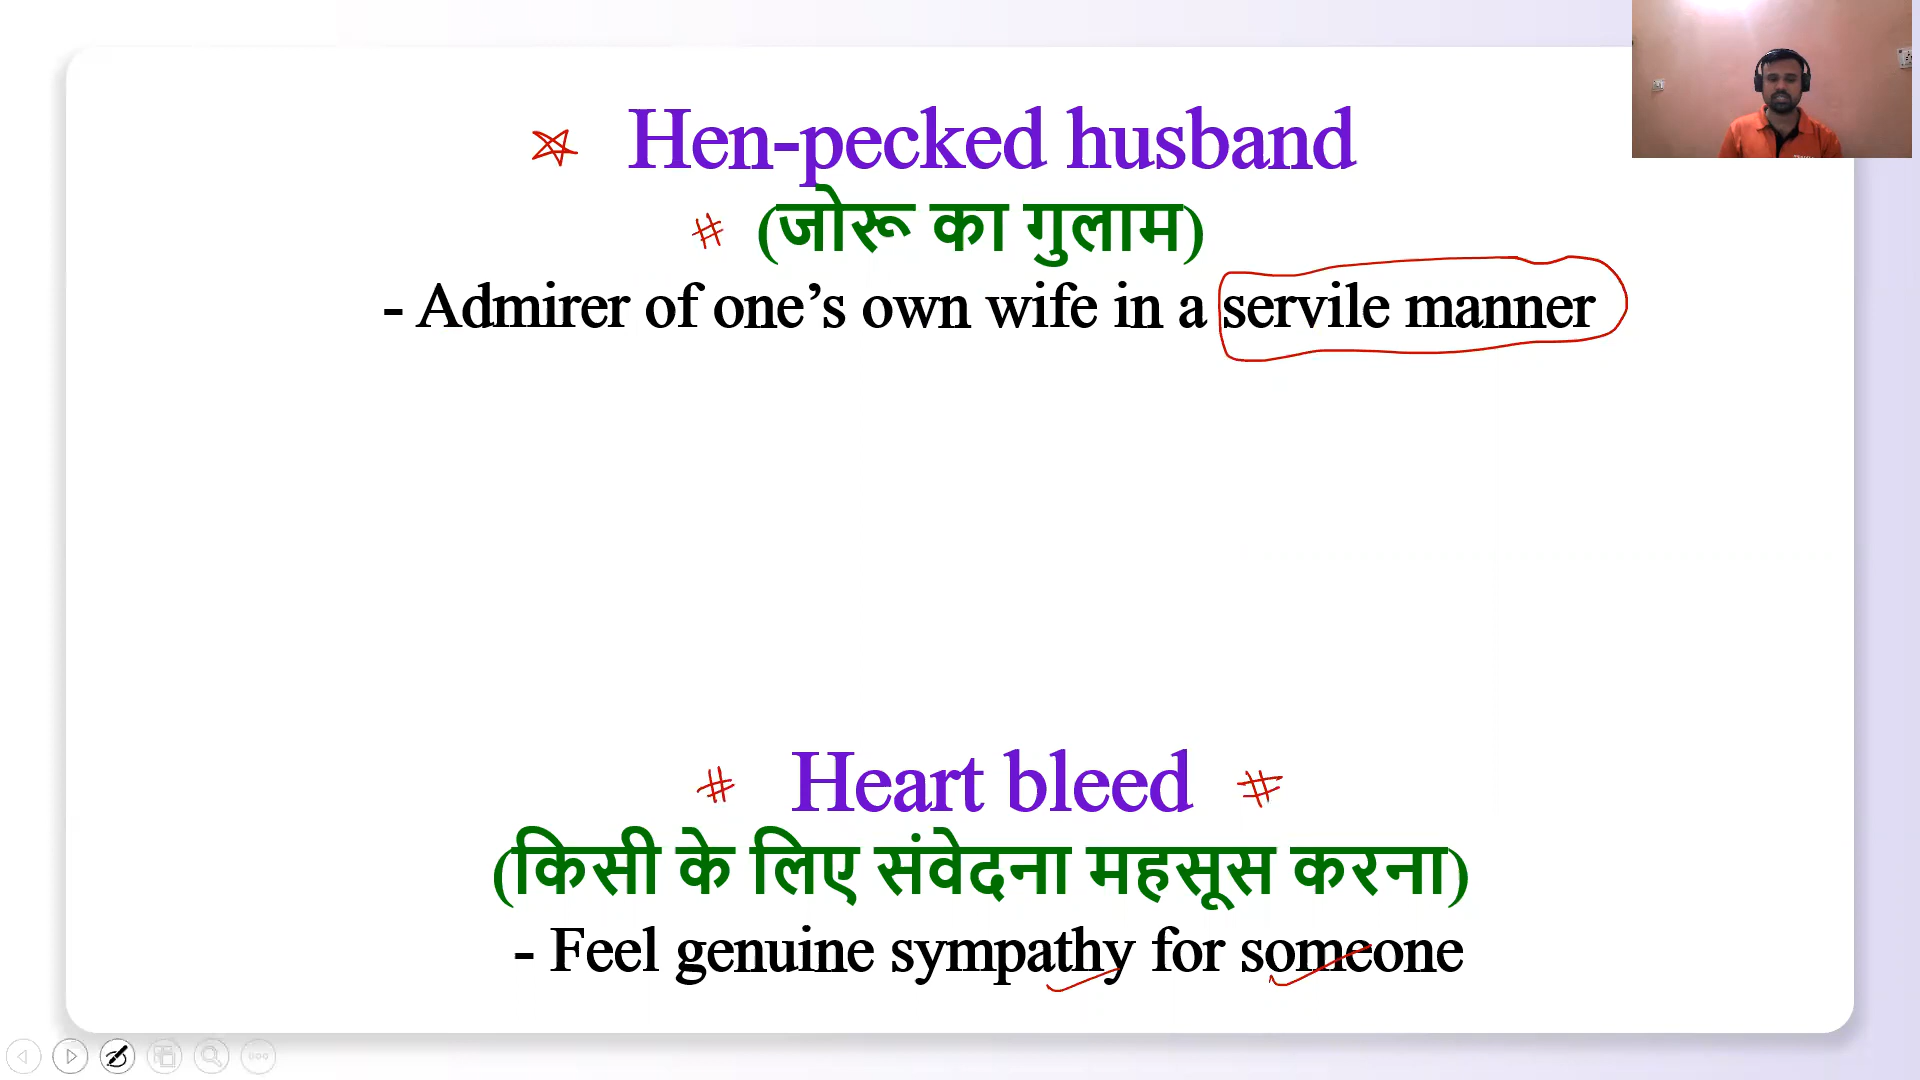 Hen-pecked husband
# (जोरू का गुलाम)
- Admirer of one’s own wife in a servile manner
# Heart bleed #
(किसी के लिए संवेदना महसूस करना)
- Feel genuine sympathy for someone